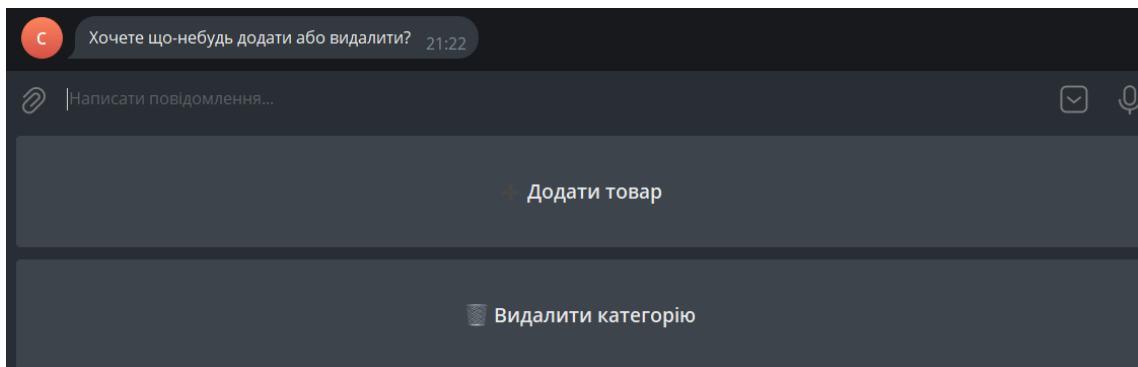 С
Хочете що-небудь додати або видалити? 21:22
Написати повідомлення...
➕ Додати товар
🗑 Видалити категорію